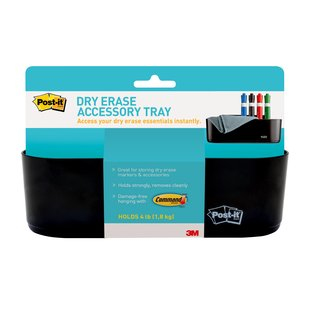 Post-it
DRY ERASE
ACCESSORY TRAY
Access your dry erase essentials instantly.
Great for storing dry erase
markers & accessories
Holds strongly, removes cleanly
Damage-free
hanging with
Command
HOLDS 4 lb (1,8 kg)
3M
Post-it